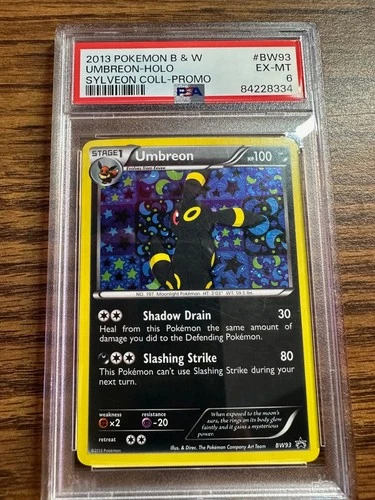 2013 POKEMON B & W #BW93
UMBREON-HOLO EX-MT
SYLVEON COLL-PROMO 6
PSA 84228334
STAGE 1 Umbreon HP 100
Evolves from Eevee
NO. 197 Moonlight Pokémon HT: 3'03" WT: 59.5 lbs.
Shadow Drain 30
Heal from this Pokémon the same amount of
damage you did to the Defending Pokémon.
Slashing Strike 80
This Pokémon can't use Slashing Strike during your
next turn.
weakness resistance
×2 -20
retreat
When exposed to the moon's
aura, the rings on its body glow
faintly and it gains a mysterious
power.
©2013 Pokémon Illus. & Direc. The Pokémon Company Art Team BW93